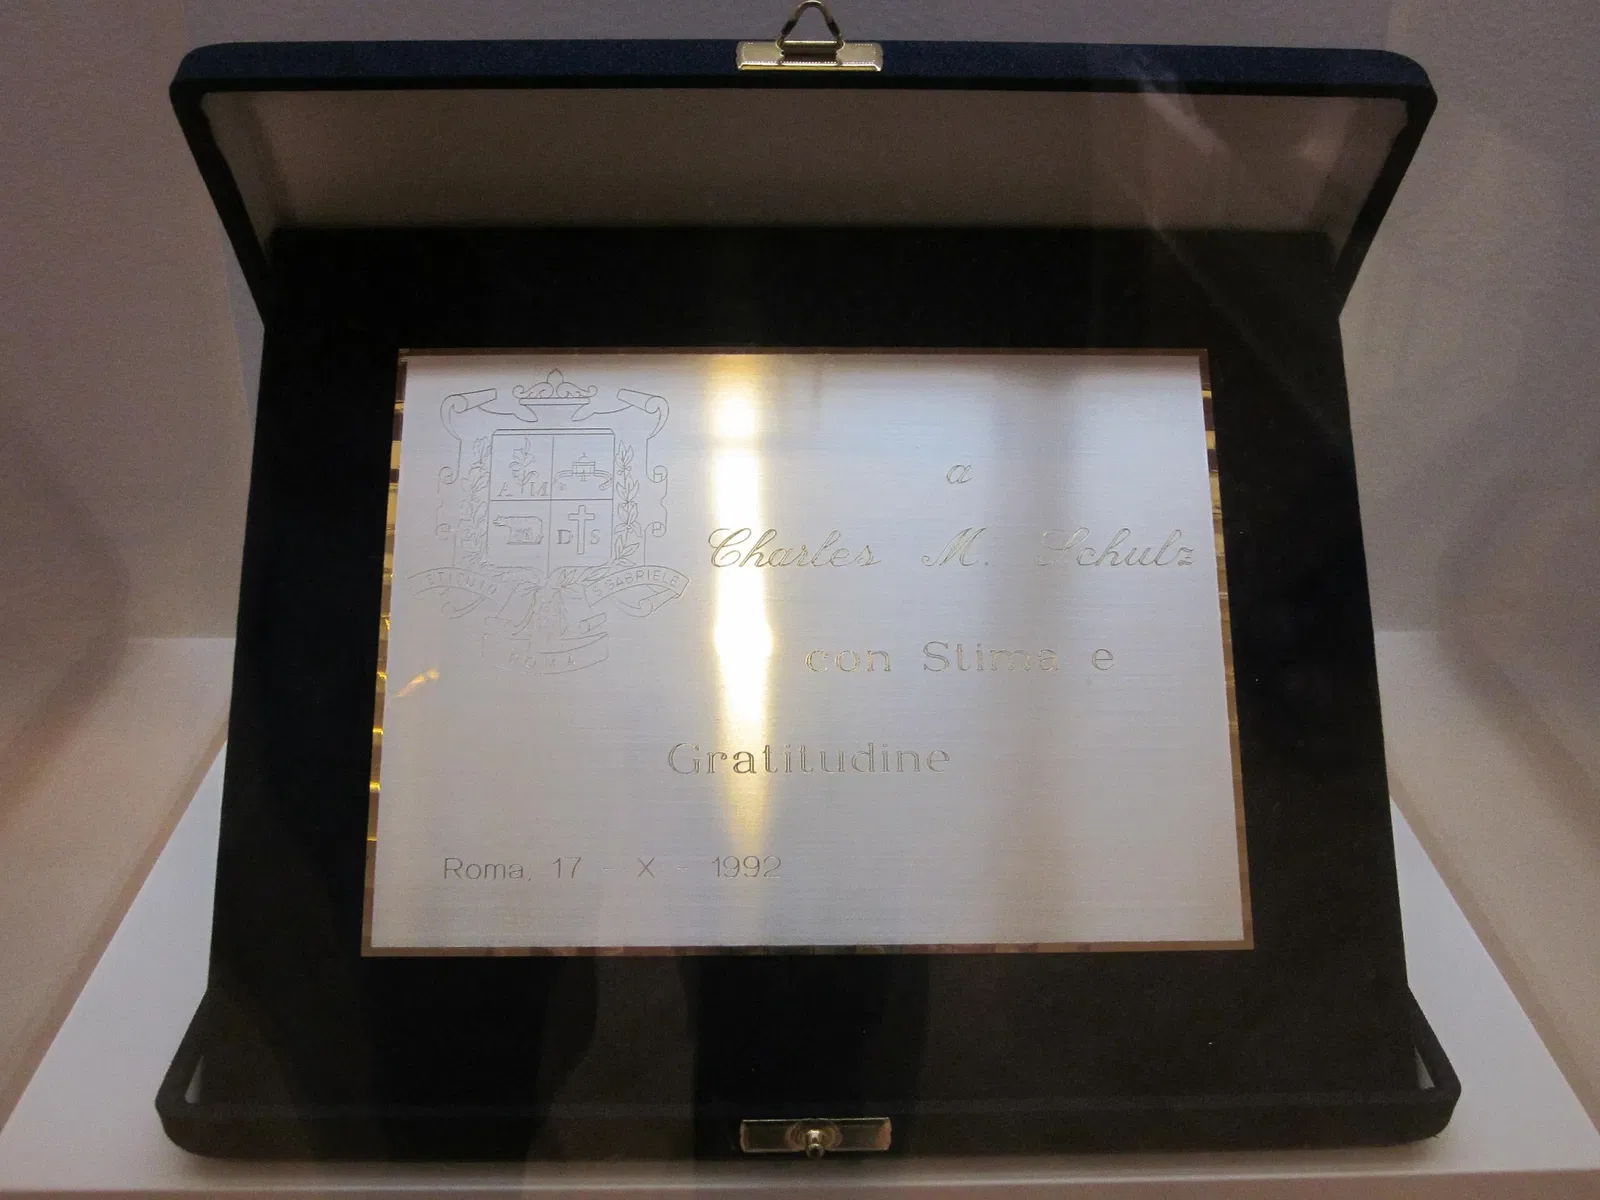 A M
D S
S. GABRIELE
ROMA
a
Charles M. Schulz
con Stima e
Gratitudine
Roma, 17 - X - 1992